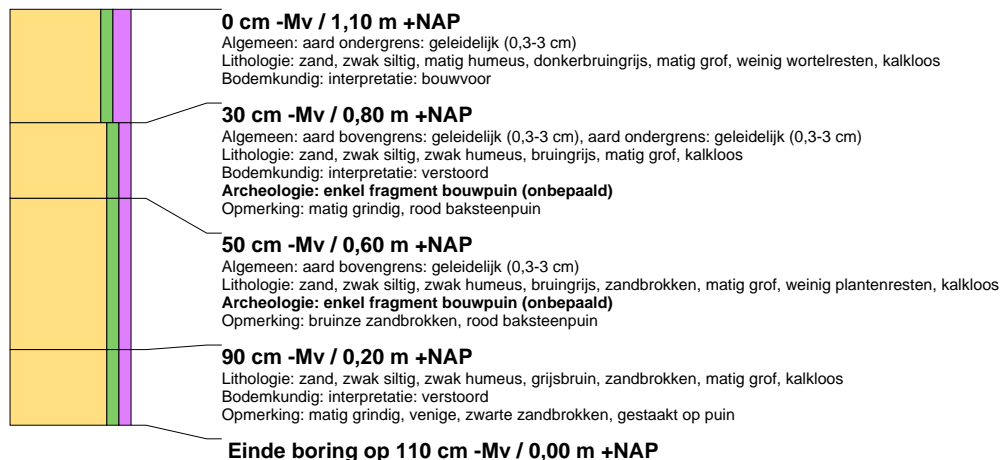 0 cm -Mv / 1,10 m +NAP
Algemeen: aard ondergrens: geleidelijk (0,3-3 cm)
Lithologie: zand, zwak siltig, matig humeus, donkerbruingrijs, matig grof, weinig wortelresten, kalkloos
Bodemkundig: interpretatie: bouwvoor
30 cm -Mv / 0,80 m +NAP
Algemeen: aard bovengrens: geleidelijk (0,3-3 cm), aard ondergrens: geleidelijk (0,3-3 cm)
Lithologie: zand, zwak siltig, zwak humeus, bruingrijs, matig grof, kalkloos
Bodemkundig: interpretatie: verstoord
Archeologie: enkel fragment bouwpuin (onbepaald)
Opmerking: matig grindig, rood baksteenpuin
50 cm -Mv / 0,60 m +NAP
Algemeen: aard bovengrens: geleidelijk (0,3-3 cm)
Lithologie: zand, zwak siltig, zwak humeus, bruingrijs, zandbrokken, matig grof, weinig plantenresten, kalkloos
Archeologie: enkel fragment bouwpuin (onbepaald)
Opmerking: bruinze zandbrokken, rood baksteenpuin
90 cm -Mv / 0,20 m +NAP
Lithologie: zand, zwak siltig, zwak humeus, grijsbruin, zandbrokken, matig grof, kalkloos
Bodemkundig: interpretatie: verstoord
Opmerking: matig grindig, venige, zwarte zandbrokken, gestaakt op puin
Einde boring op 110 cm -Mv / 0,00 m +NAP